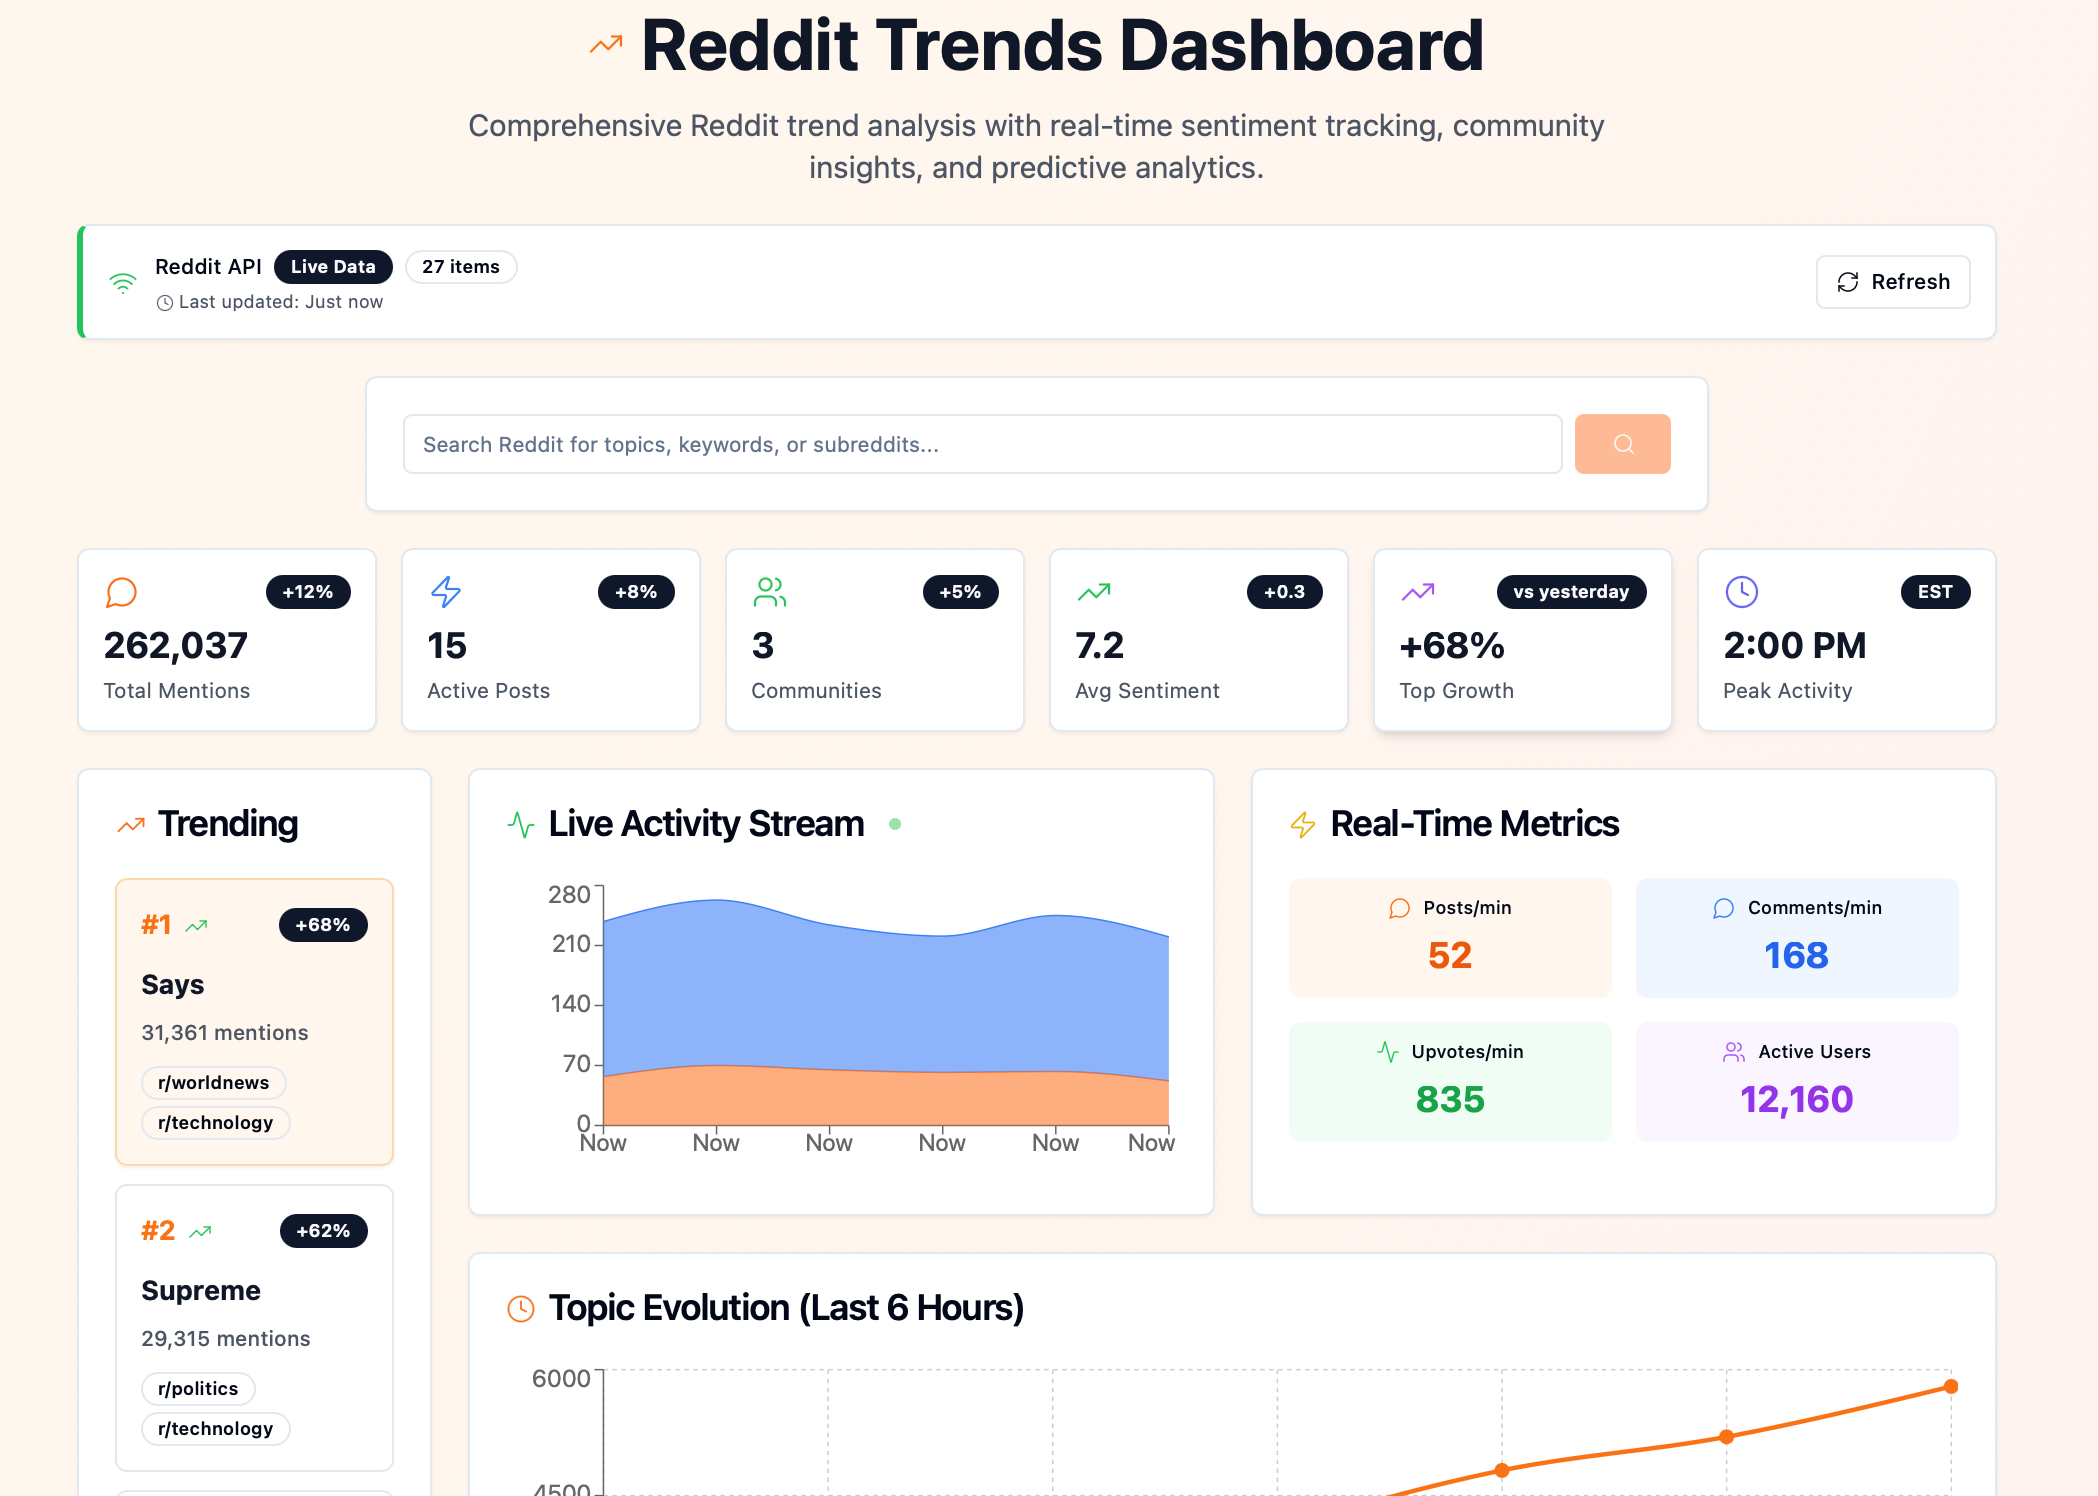 Reddit Trends Dashboard
Comprehensive Reddit trend analysis with real-time sentiment tracking, community
insights, and predictive analytics.
Reddit API Live Data 27 items
Last updated: Just now
Refresh
Search Reddit for topics, keywords, or subreddits...
+12%
262,037
Total Mentions
+8%
15
Active Posts
+5%
3
Communities
+0.3
7.2
Avg Sentiment
vs yesterday
+68%
Top Growth
EST
2:00 PM
Peak Activity
Trending
#1 +68%
Says
31,361 mentions
r/worldnews
r/technology
#2 +62%
Supreme
29,315 mentions
r/politics
r/technology
Live Activity Stream
280
210
140
70
0
Now Now Now Now Now Now
Real-Time Metrics
Posts/min
52
Comments/min
168
Upvotes/min
835
Active Users
12,160
Topic Evolution (Last 6 Hours)
6000
4500